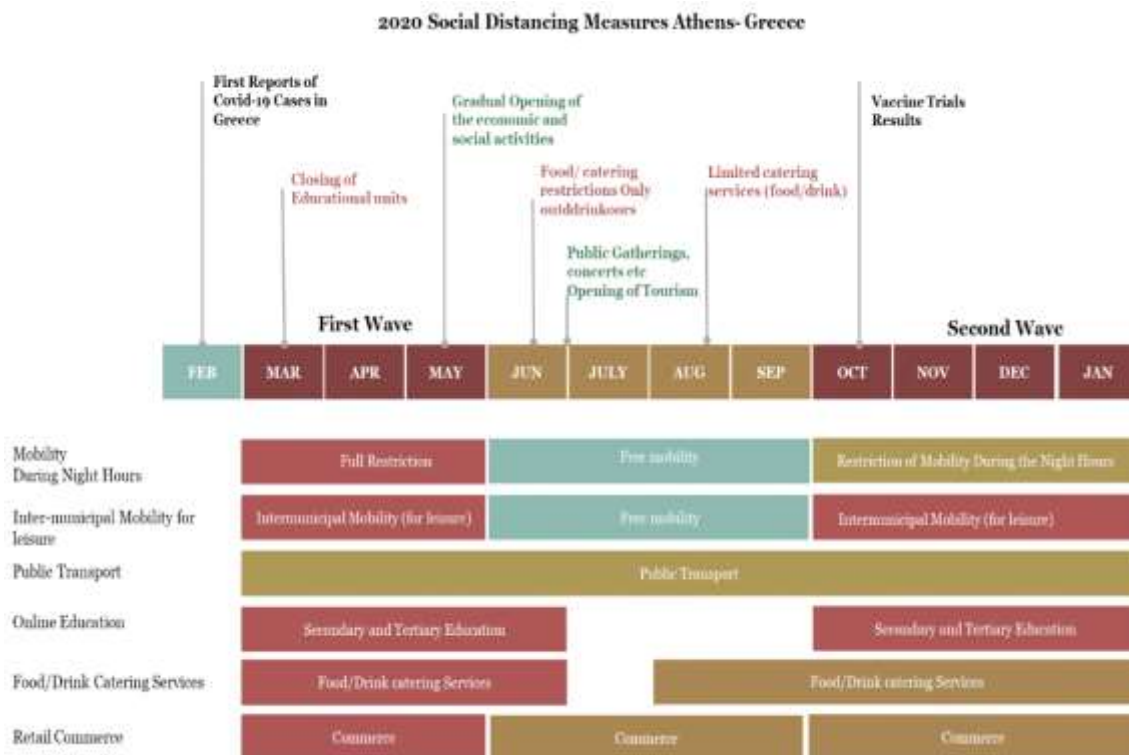 2020 Social Distancing Measures Athens- Greece
First Reports of
Covid-19 Cases in
Greece
Gradual Opening of
the economic and
social activities
Vaccine Trials
Results
Closing of
Educational units
Food/ catering
restrictions Only
outddrinkoors
Limited catering
services (food/drink)
Public Gatherings,
concerts etc
Opening of Tourism
First Wave
Second Wave
FEB
MAR
APR
MAY
JUN
JULY
AUG
SEP
OCT
NOV
DEC
JAN
Mobility
During Night Hours
Full Restriction
Free mobility
Restriction of Mobility During the Night Hours
Inter-municipal Mobility for
leisure
Intermunicipal Mobility (for leisure)
Free mobility
Intermunicipal Mobility (for leisure)
Public Transport
Public Transport
Online Education
Secondary and Tertiary Education
Secondary and Tertiary Education
Food/Drink Catering Services
Food/Drink catering Services
Food/Drink catering Services
Retail Commerce
Commerce
Commerce
Commerce